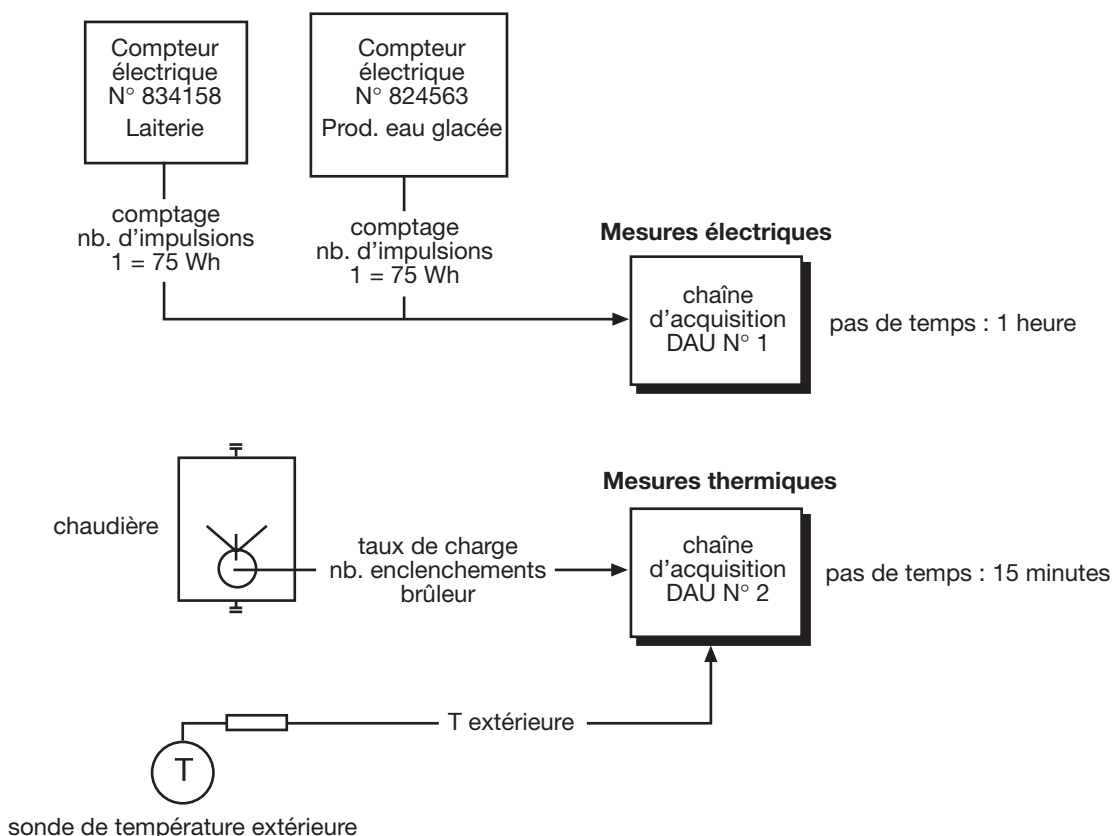 Compteur
électrique
N° 834158
Laiterie
Compteur
électrique
N° 824563
Prod. eau glacée
comptage
nb. d'impulsions
1 = 75 Wh
comptage
nb. d'impulsions
1 = 75 Wh
Mesures électriques
chaîne
d'acquisition
DAU N° 1
pas de temps : 1 heure
chaudière
taux de charge
nb. enclenchements
brûleur
Mesures thermiques
chaîne
d'acquisition
DAU N° 2
pas de temps : 15 minutes
T extérieure
T
sonde de température extérieure